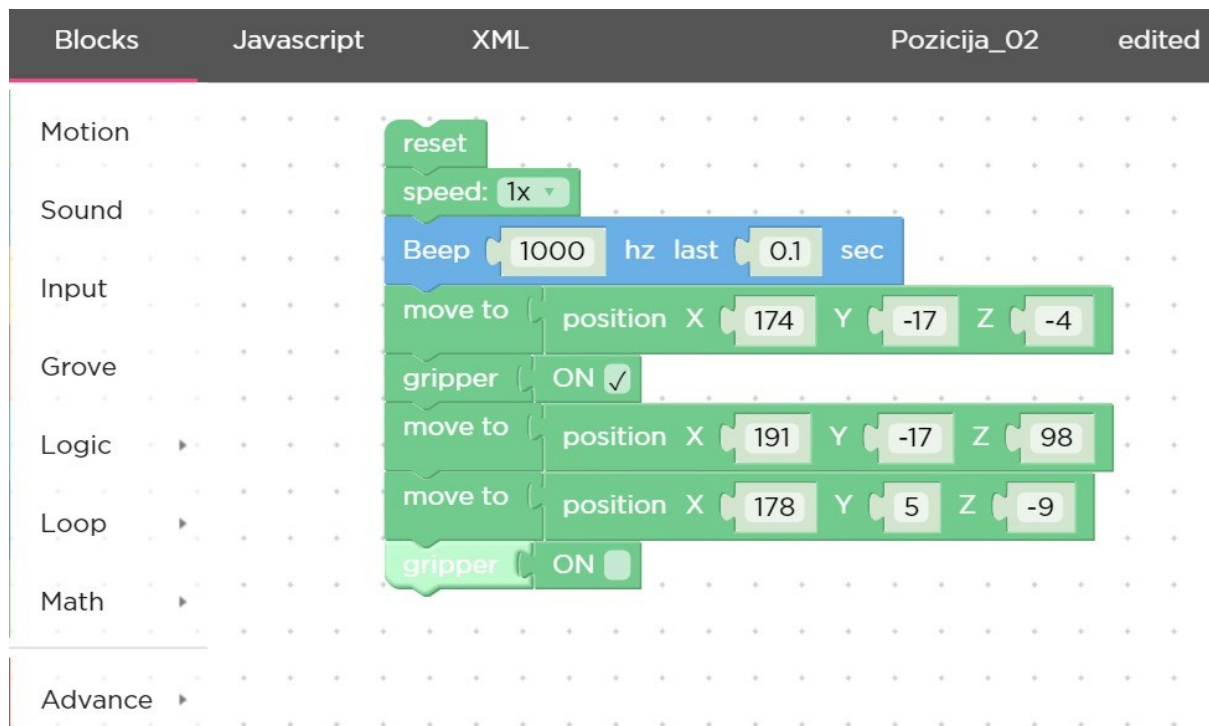 Blocks Javascript XML Pozicija_02 edited
Motion
Sound
Input
Grove
Logic
Loop
Math
Advance
reset
speed: 1x
Beep 1000 hz last 0.1 sec
move to position X 174 Y -17 Z -4
gripper ON ✓
move to position X 191 Y -17 Z 98
move to position X 178 Y 5 Z -9
gripper ON